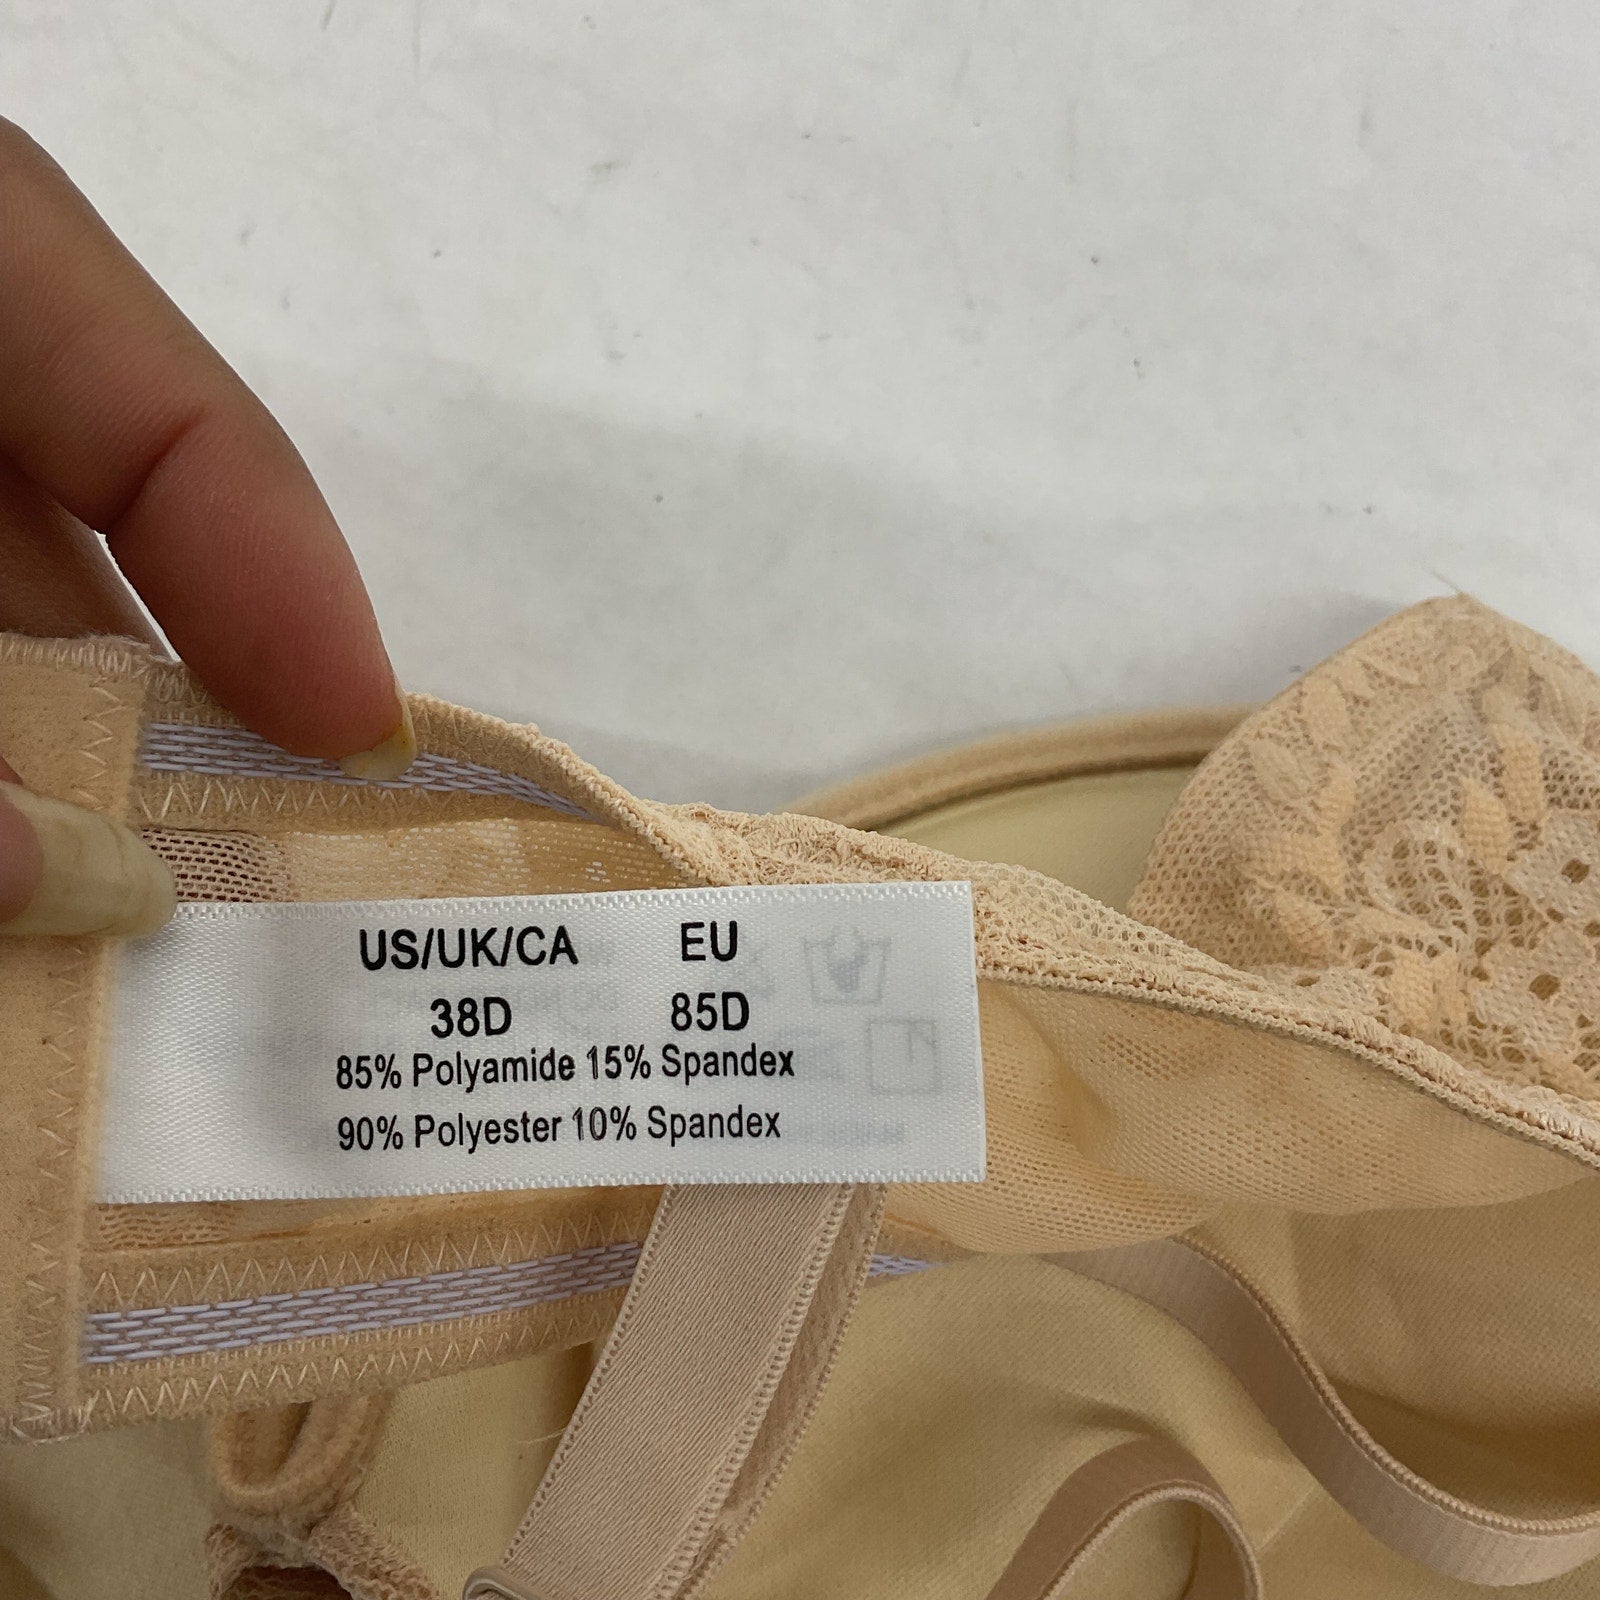 US/UK/CA EU
38D 85D
85% Polyamide 15% Spandex
90% Polyester 10% Spandex